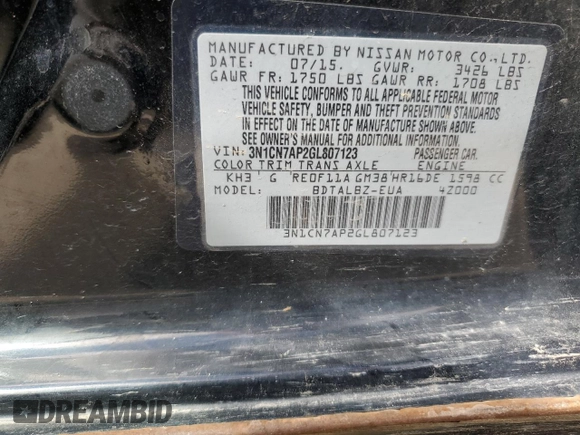 MANUFACTURED BY NISSAN MOTOR CO.,LTD.
DATE: 07/15. GVWR: 3426 LBS
GAWR FR: 1750 LBS GAWR RR: 1708 LBS
THIS VEHICLE CONFORMS TO ALL APPLICABLE FEDERAL MOTOR
VEHICLE SAFETY, BUMPER AND THEFT PREVENTION STANDARDS
IN EFFECT ON THE DATE OF MANUFACTURE SHOWN ABOVE.
SEE OWNER'S MANUAL FOR ADDITIONAL INFORMATION.
VIN: 3N1CN7AP2GL807123 PASSENGER CAR.
COLOR TRIM TRANS AXLE ENGINE
KH3 G RE0F11A GM38 HR16DE 1598 CC
MODEL: BDTALBZ-EUA 4Z000
3N1CN7AP2GL807123
DREAMBID